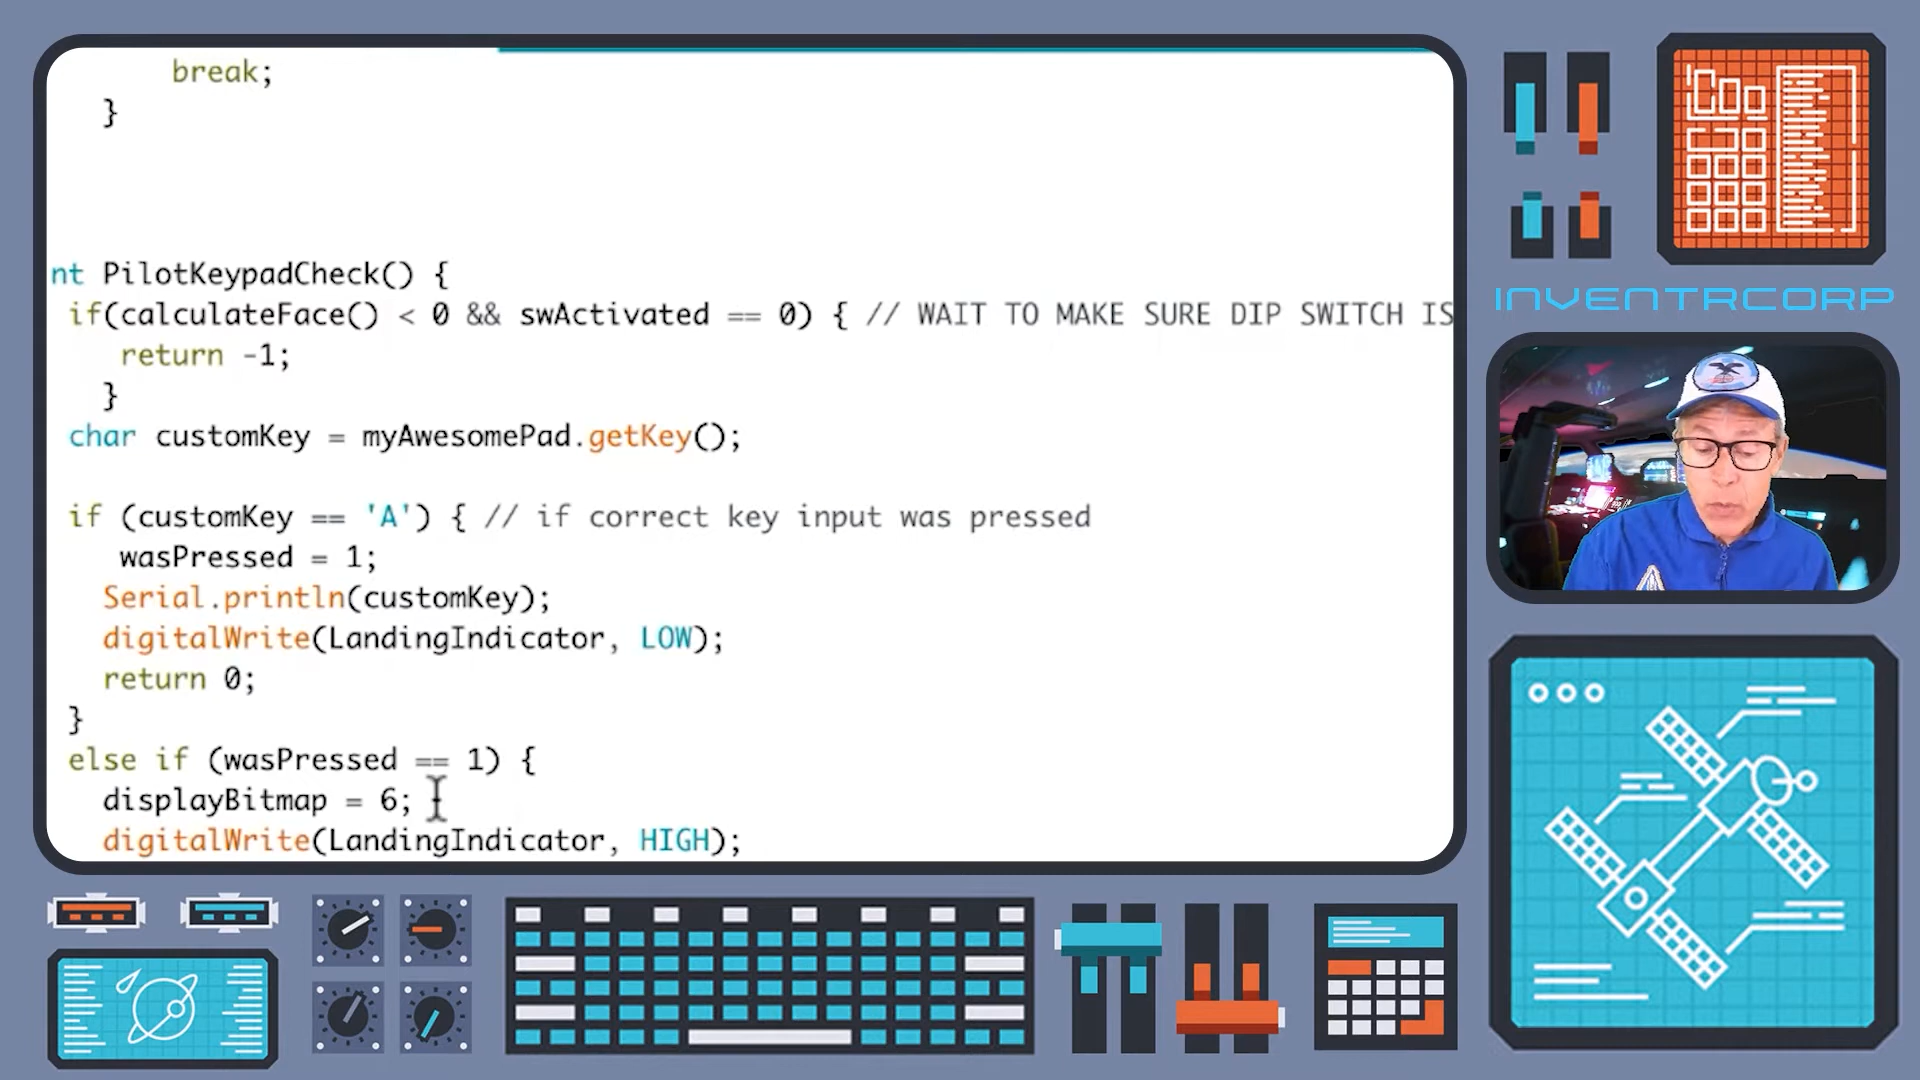 break;
}
nt PilotKeypadCheck() {
if(calculateFace() < 0 && swActivated == 0) { // WAIT TO MAKE SURE DIP SWITCH IS
return -1;
}
char customKey = myAwesomePad.getKey();
if (customKey == 'A') { // if correct key input was pressed
wasPressed = 1;
Serial.println(customKey);
digitalWrite(LandingIndicator, LOW);
return 0;
}
else if (wasPressed == 1) {
displayBitmap = 6;
digitalWrite(LandingIndicator, HIGH);
INVENTRCORP